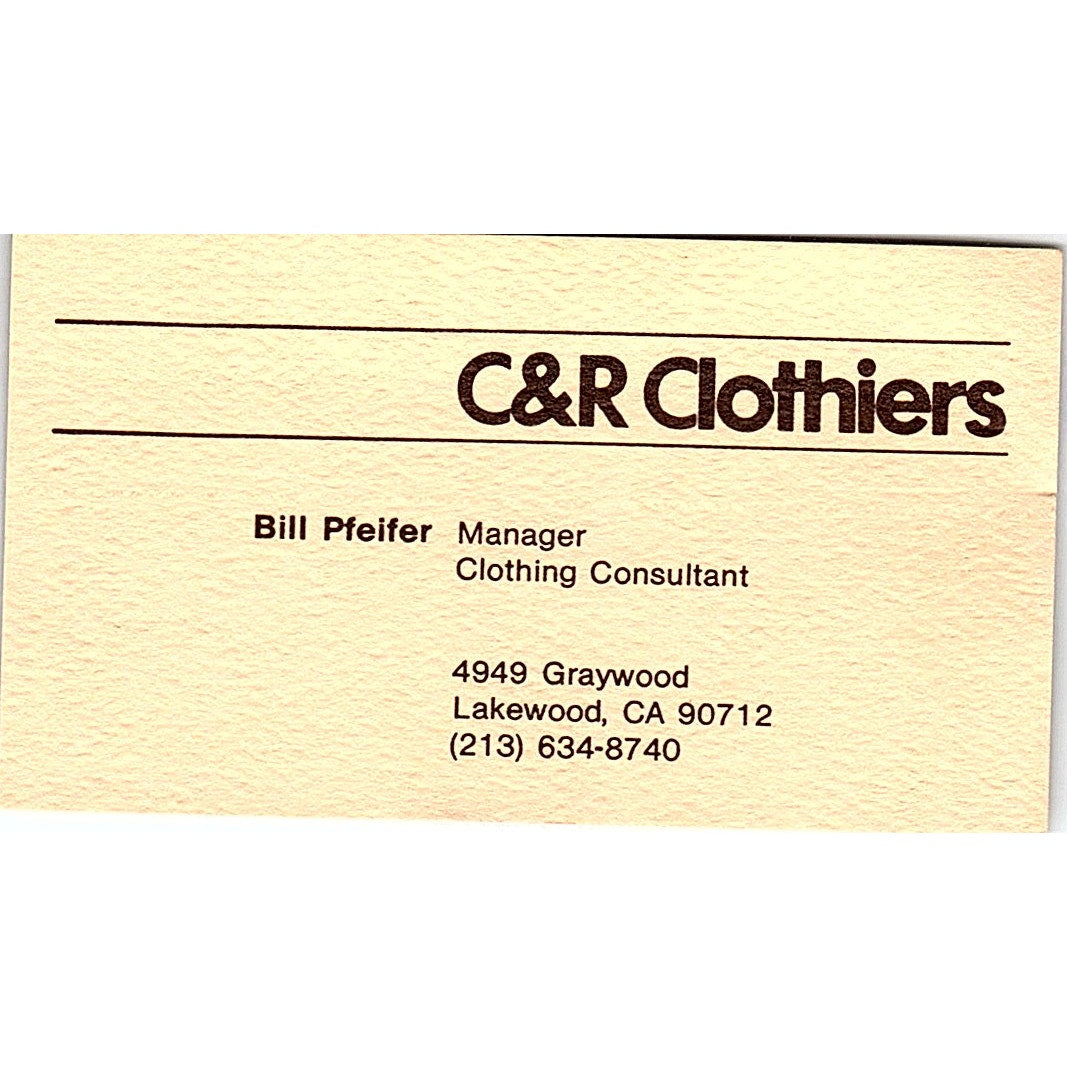 C&R Clothiers
Bill Pfeifer Manager
Clothing Consultant
4949 Graywood
Lakewood, CA 90712
(213) 634-8740